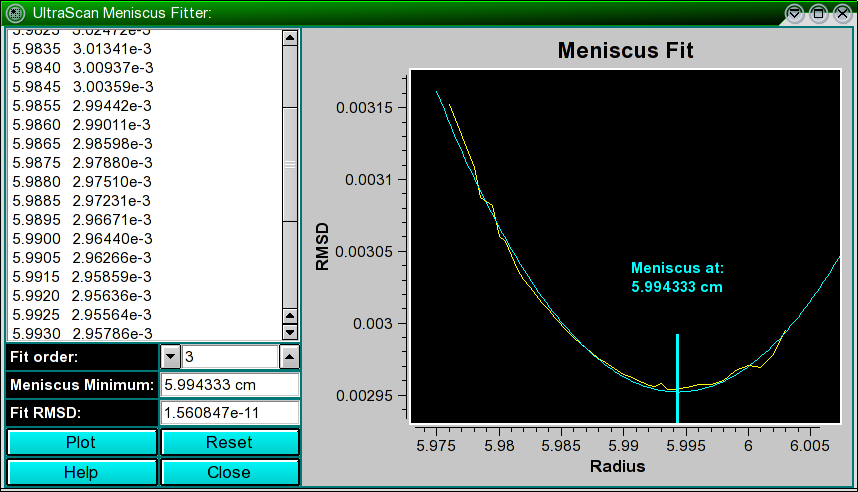 UltraScan Meniscus Fitter:
5.9825 3.02472e-3
5.9835 3.01341e-3
5.9840 3.00937e-3
5.9845 3.00359e-3
5.9855 2.99442e-3
5.9860 2.99011e-3
5.9865 2.98598e-3
5.9875 2.97880e-3
5.9880 2.97510e-3
5.9885 2.97231e-3
5.9895 2.96671e-3
5.9900 2.96440e-3
5.9905 2.96266e-3
5.9915 2.95859e-3
5.9920 2.95636e-3
5.9925 2.95564e-3
5.9930 2.95786e-3
Fit order: 3
Meniscus Minimum: 5.994333 cm
Fit RMSD: 1.560847e-11
Plot Reset
Help Close
Meniscus Fit
RMSD
0.00315
0.0031
0.00305
0.003
0.00295
Meniscus at:
5.994333 cm
5.975 5.98 5.985 5.99 5.995 6 6.005
Radius